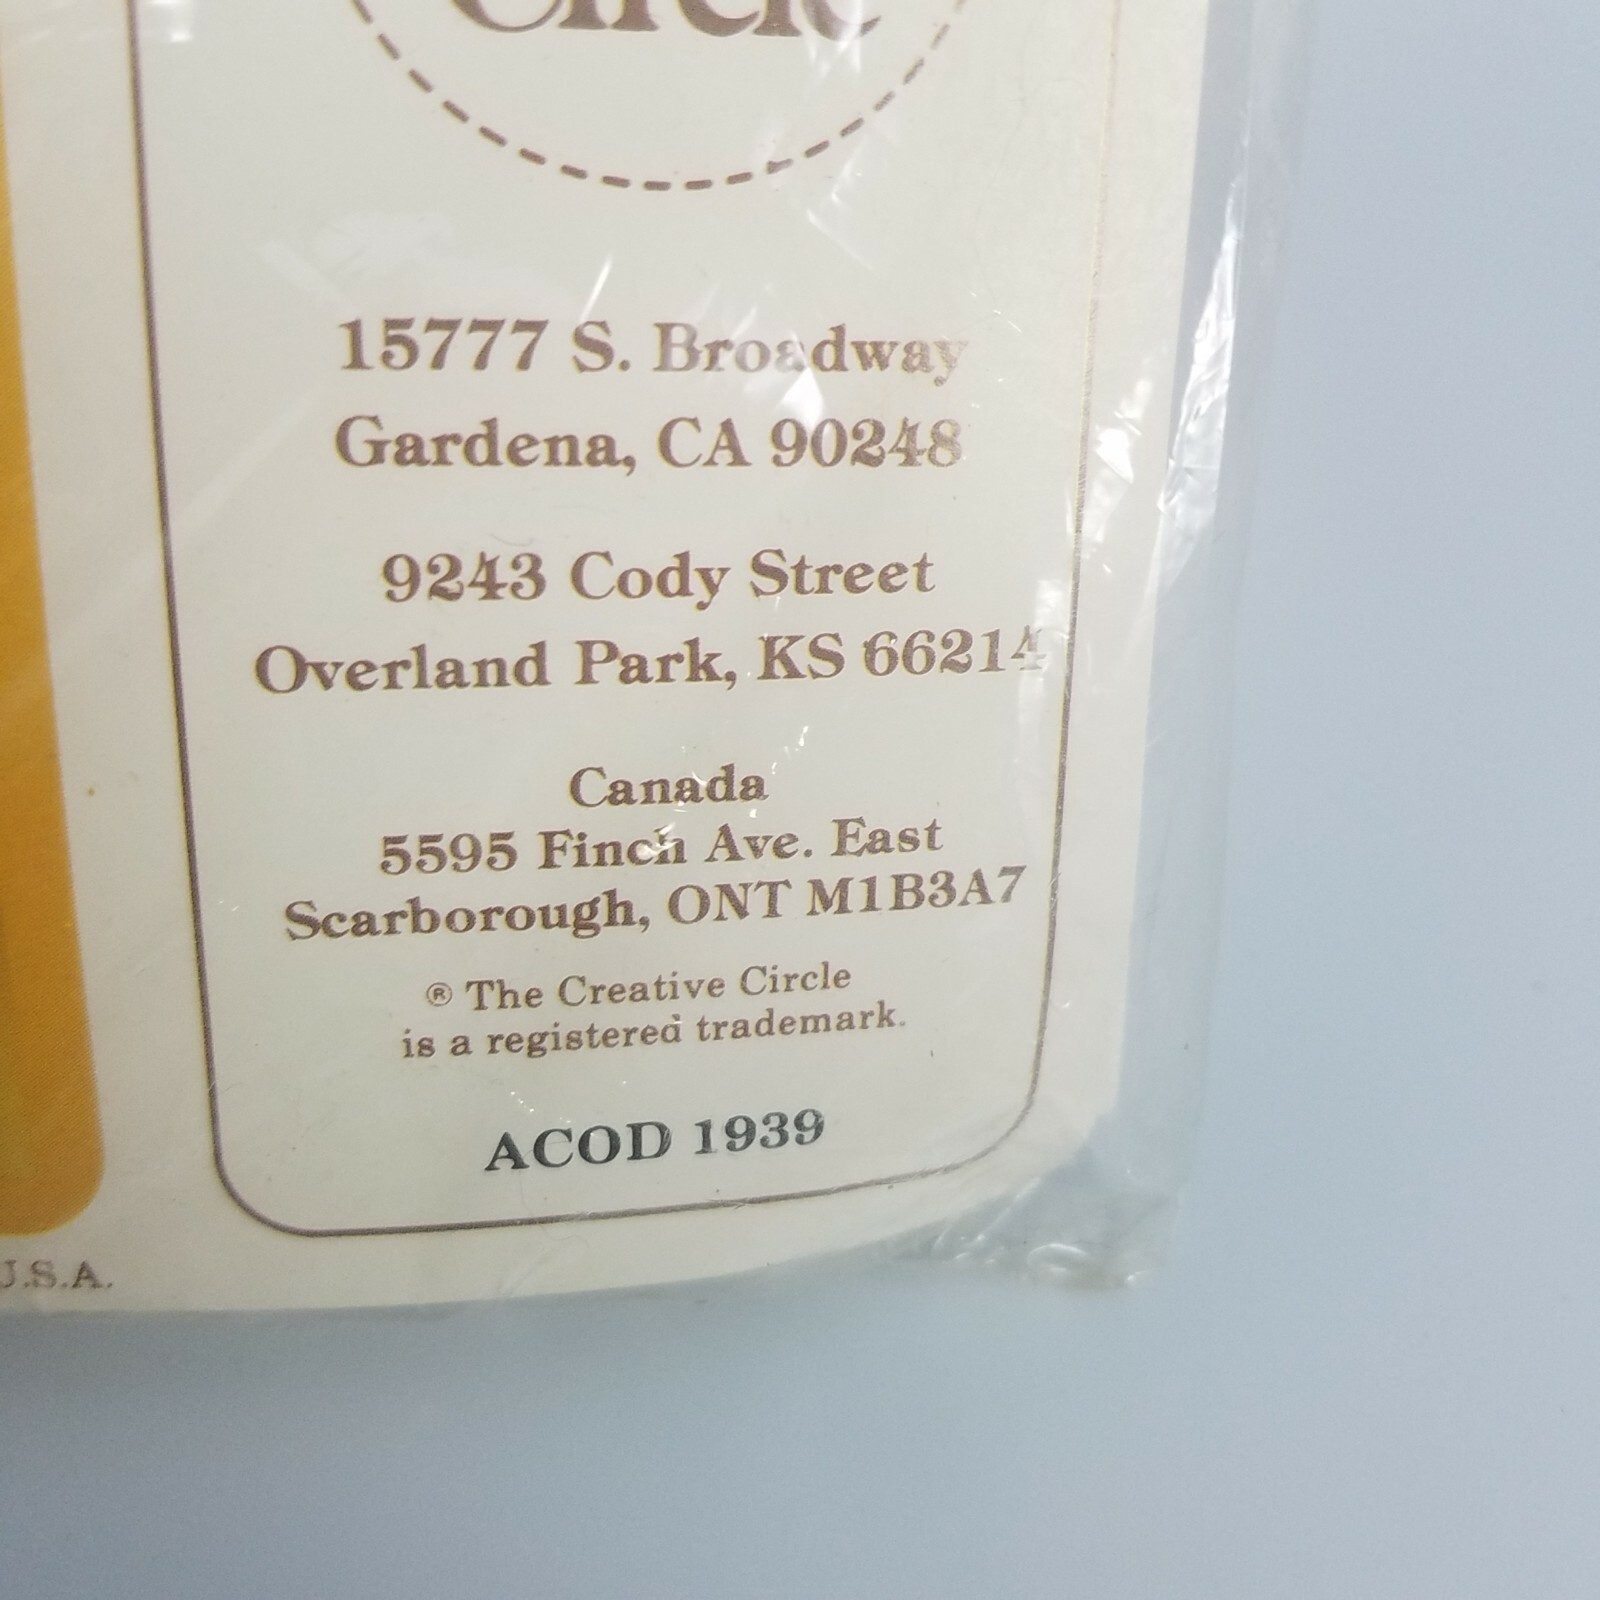 Circle
15777 S. Broadway
Gardena, CA 90248
9243 Cody Street
Overland Park, KS 66214
Canada
5595 Finch Ave. East
Scarborough, ONT M1B3A7
® The Creative Circle
is a registered trademark.
ACOD 1939
U.S.A.